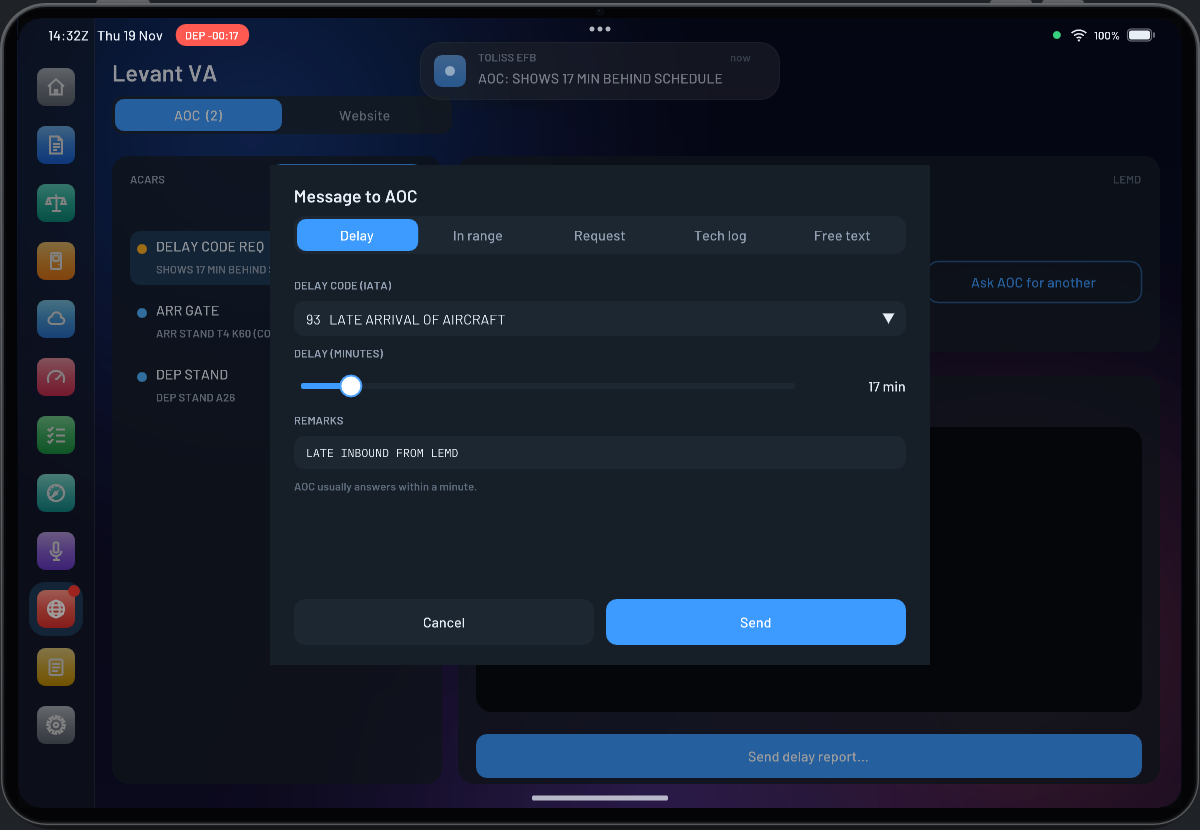 14:32Z Thu 19 Nov DEP -00:17
100%
TOLISS EFB now
AOC: SHOWS 17 MIN BEHIND SCHEDULE
Levant VA
AOC (2) Website
ACARS
LEMD
DELAY CODE REQ
SHOWS 17 MIN BEHIND
ARR GATE
ARR STAND T4 K60 (CO
DEP STAND
DEP STAND A26
Ask AOC for another
Message to AOC
Delay In range Request Tech log Free text
DELAY CODE (IATA)
93 LATE ARRIVAL OF AIRCRAFT
DELAY (MINUTES)
17 min
REMARKS
LATE INBOUND FROM LEMD
AOC usually answers within a minute.
Cancel Send
Send delay report...